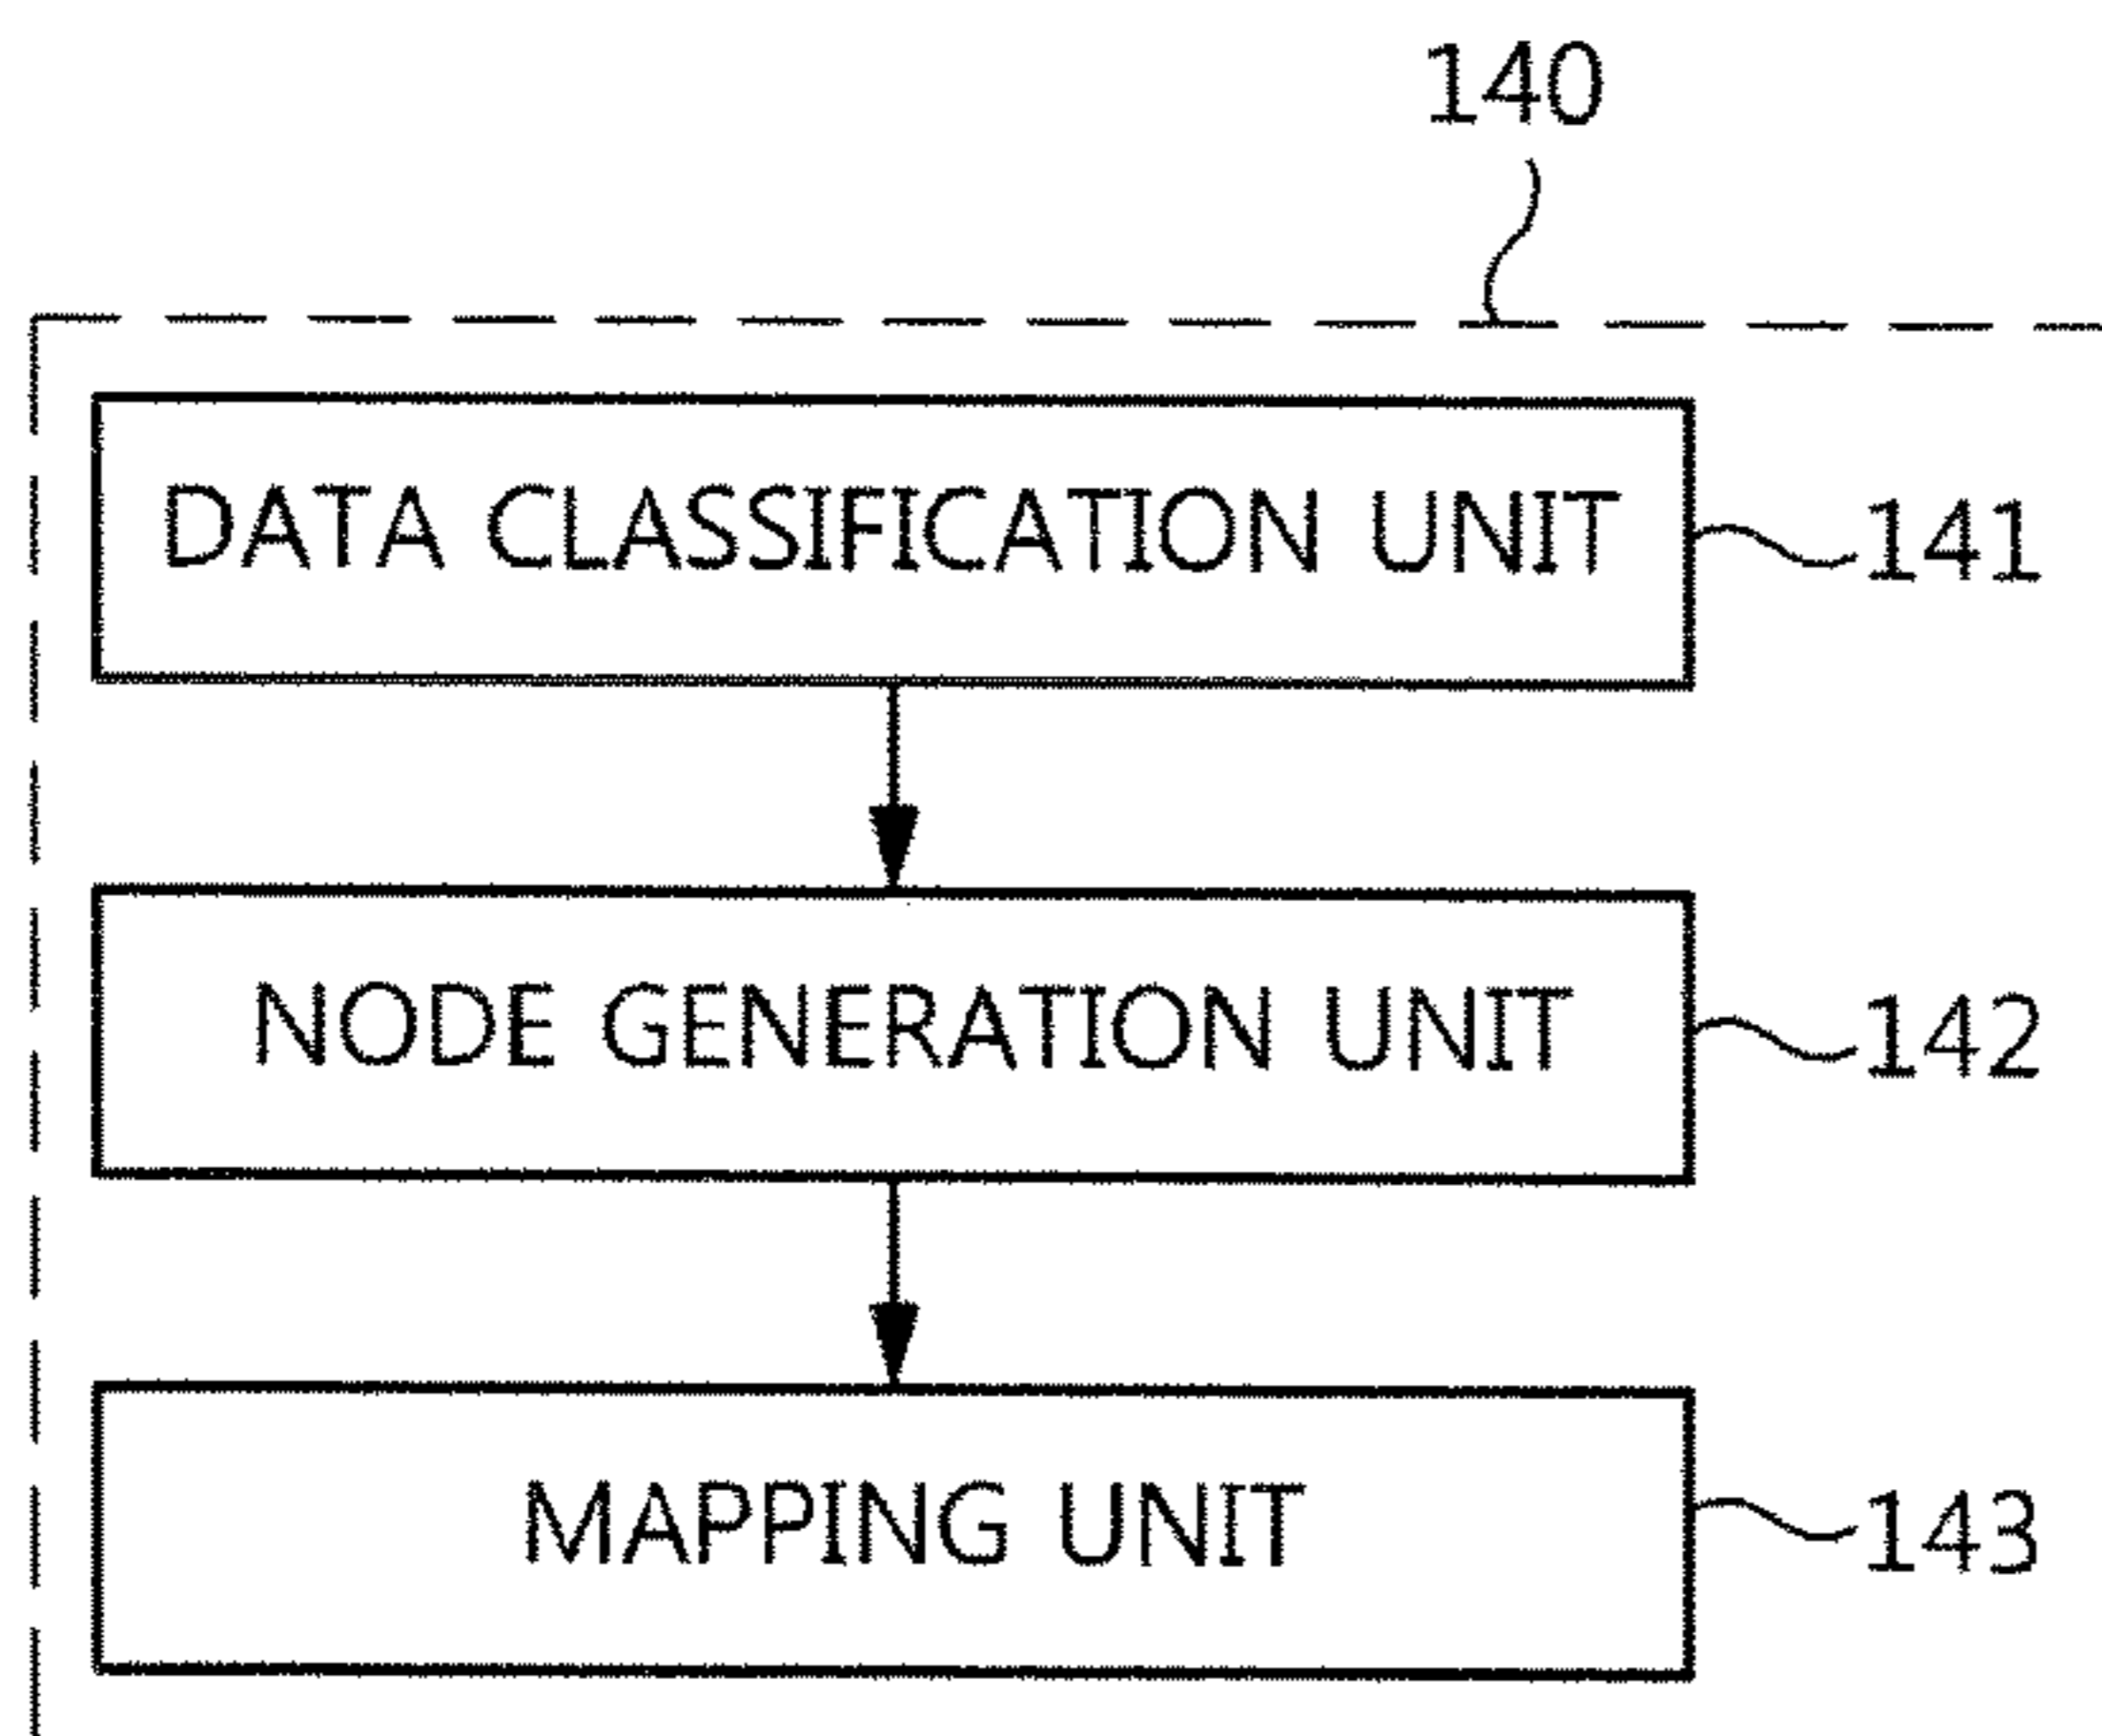 140
DATA CLASSIFICATION UNIT
141
NODE GENERATION UNIT
142
MAPPING UNIT
143